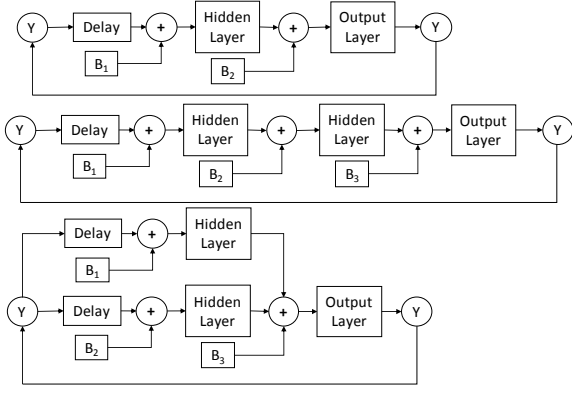 Y Delay + Hidden Layer + Output Layer Y
B₁ B₂
Y Delay + Hidden Layer + Hidden Layer + Output Layer Y
B₁ B₂ B₃
Delay + Hidden Layer
B₁
Y Delay + Hidden Layer + Output Layer Y
B₂ B₃